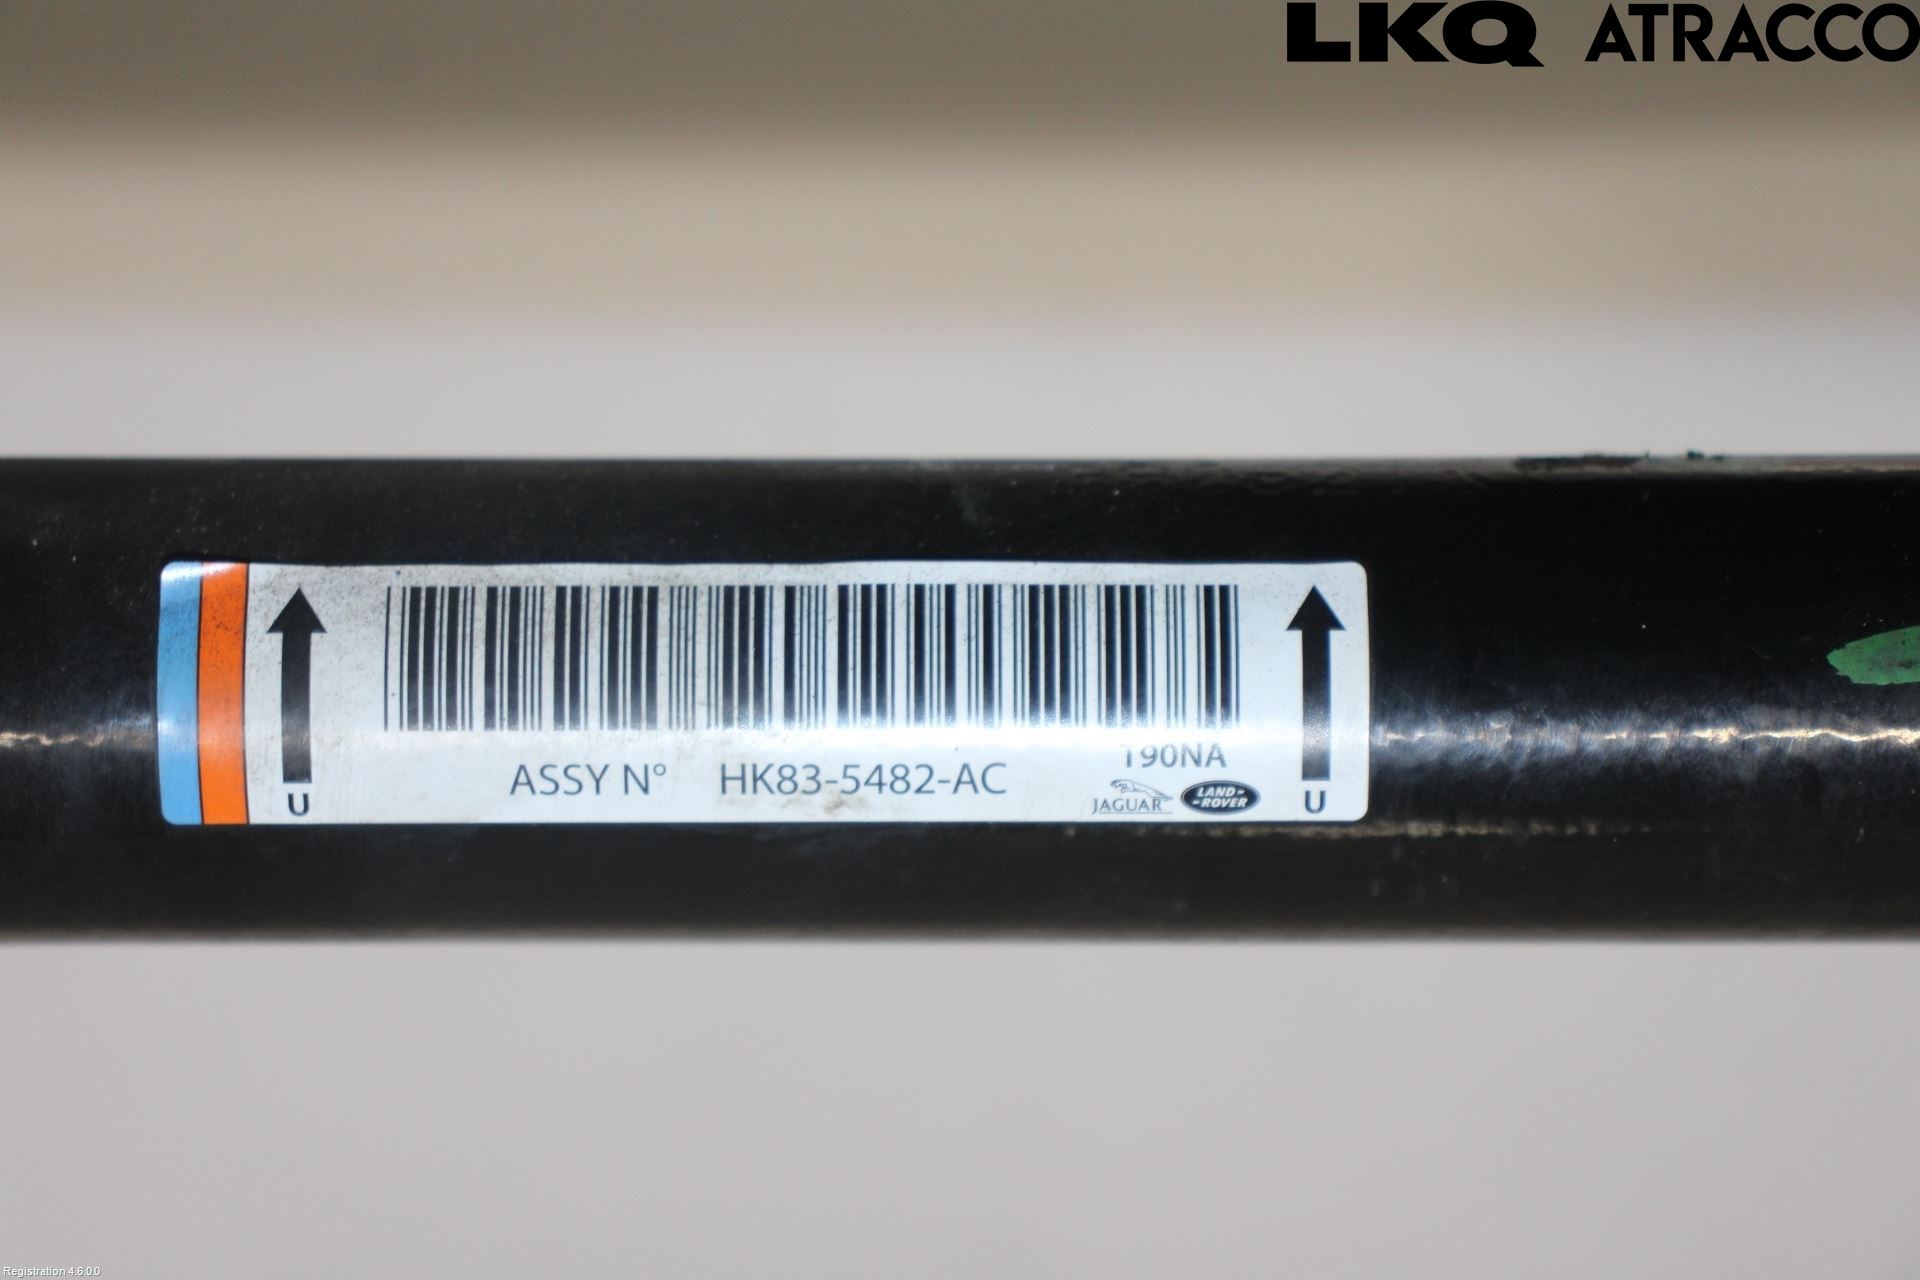 LKQ ATRACCO
T90NA
ASSY N° HK83-5482-AC
JAGUAR LAND-ROVER
U U
Registration 4.6.0.0